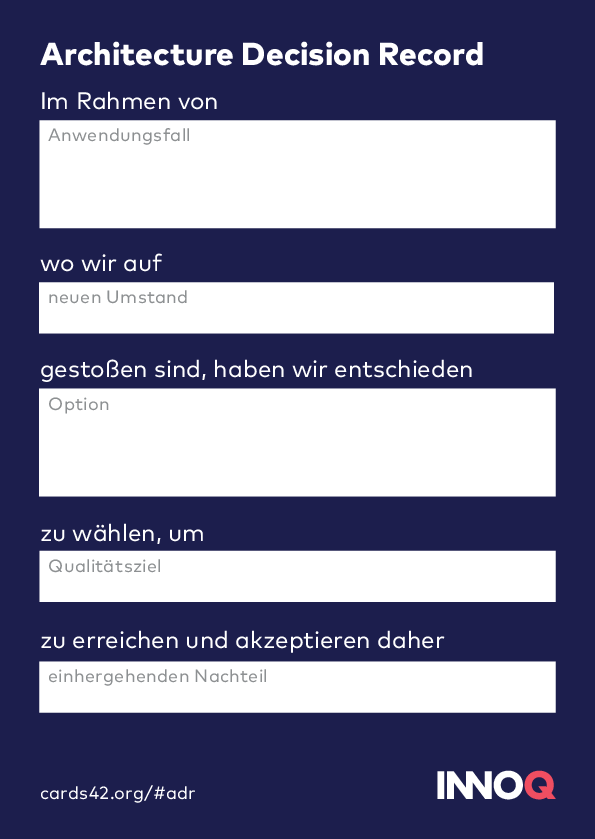 Architecture Decision Record
Im Rahmen von
Anwendungsfall
wo wir auf
neuen Umstand
gestoßen sind, haben wir entschieden
Option
zu wählen, um
Qualitätsziel
zu erreichen und akzeptieren daher
einhergehenden Nachteil
cards42.org/#adr
INNOQ